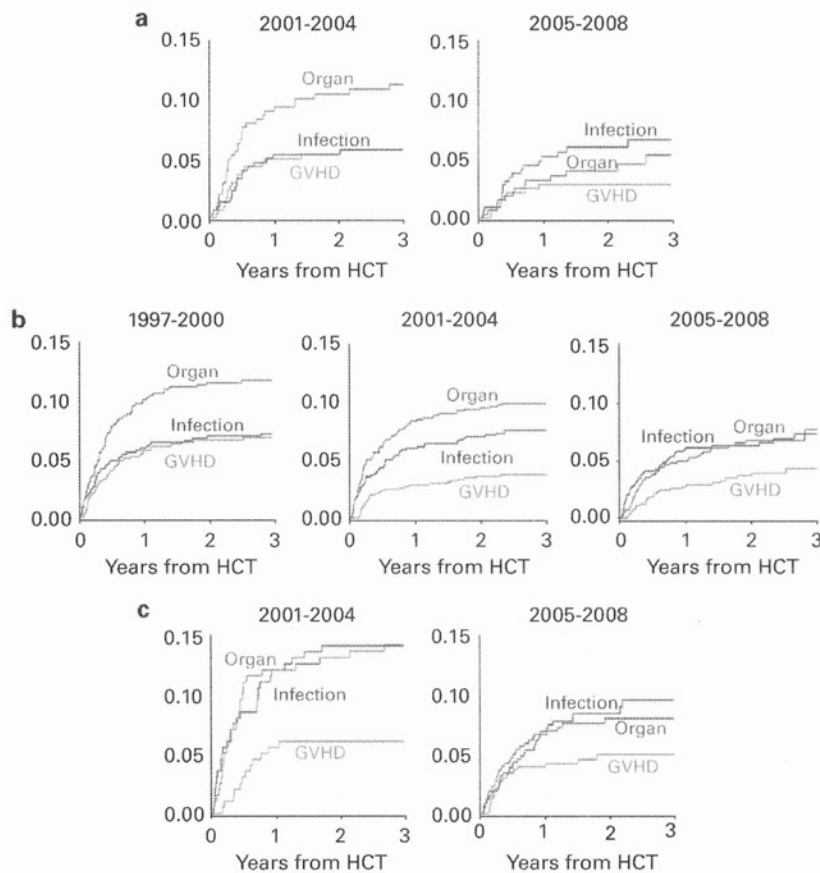 a
2001-2004 2005-2008
0.15 0.15
Organ
0.10 0.10
Infection
Infection
0.05 0.05
Organ
GVHD
GVHD
0.00 0.00
0 1 2 3 0 1 2 3
Years from HCT Years from HCT
b
1997-2000 2001-2004 2005-2008
0.15 0.15 0.15
Organ
Organ
0.10 0.10 0.10
Infection
Infection Organ
0.05 0.05 0.05
GVHD
Infection
GVHD
GVHD
0.00 0.00 0.00
0 1 2 3 0 1 2 3 0 1 2 3
Years from HCT Years from HCT Years from HCT
c
2001-2004 2005-2008
0.15 0.15
Organ
Infection
0.10 0.10
Infection
Organ
0.05 0.05
GVHD
GVHD
0.00 0.00
0 1 2 3 0 1 2 3
Years from HCT Years from HCT